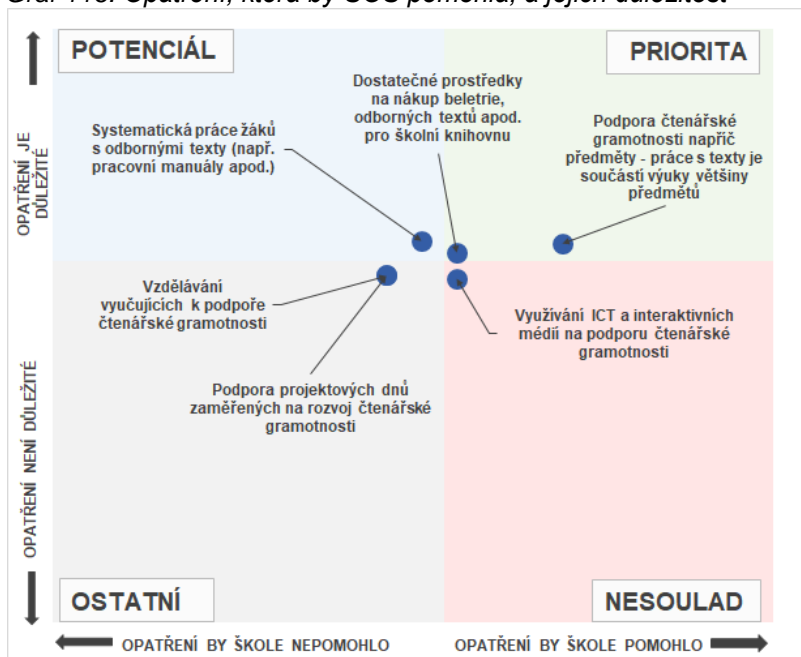 POTENCIÁL
PRIORITA
Dostatečné prostředky
na nákup beletrie,
odborných textů apod.
pro školní knihovnu
Systematická práce žáků
s odbornými texty (např.
pracovní manuály apod.)
Podpora čtenářské
gramotnosti napříč
předměty - práce s texty je
součástí výuky většiny
předmětů
OPATŘENÍ JE
DŮLEŽITÉ
Vzdělávání
vyučujících k podpoře
čtenářské gramotnosti
Využívání ICT a interaktivních
médií na podporu čtenářské
gramotnosti
Podpora projektových dnů
zaměřených na rozvoj čtenářské
gramotnosti
OPATŘENÍ NENÍ DŮLEŽITÉ
OSTATNÍ
NESOULAD
OPATŘENÍ BY ŠKOLE NEPOMOHLO
OPATŘENÍ BY ŠKOLE POMOHLO